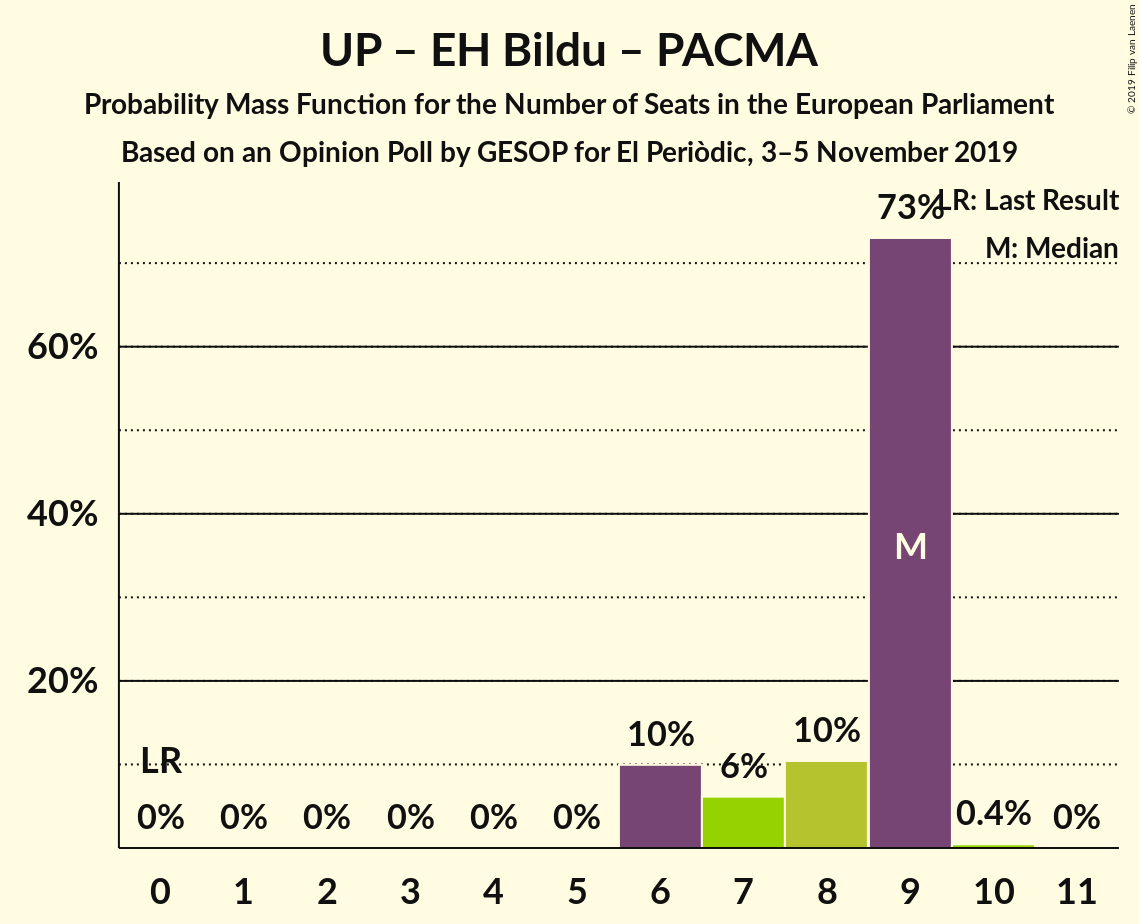 UP – EH Bildu – PACMA
Probability Mass Function for the Number of Seats in the European Parliament
Based on an Opinion Poll by GESOP for El Periòdic, 3–5 November 2019
© 2019 Filip van Laenen
LR: Last Result
M: Median
73%
60%
40%
20%
M
LR
0%
0%
0%
0%
0%
0%
10%
6%
10%
0.4%
0%
0 1 2 3 4 5 6 7 8 9 10 11